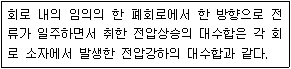 회로 내의 임의의 한 폐회로에서 한 방향으로 전
류가 일주하면서 취한 전압상승의 대수합은 각 회
로 소자에서 발생한 전압강하의 대수합과 같다.